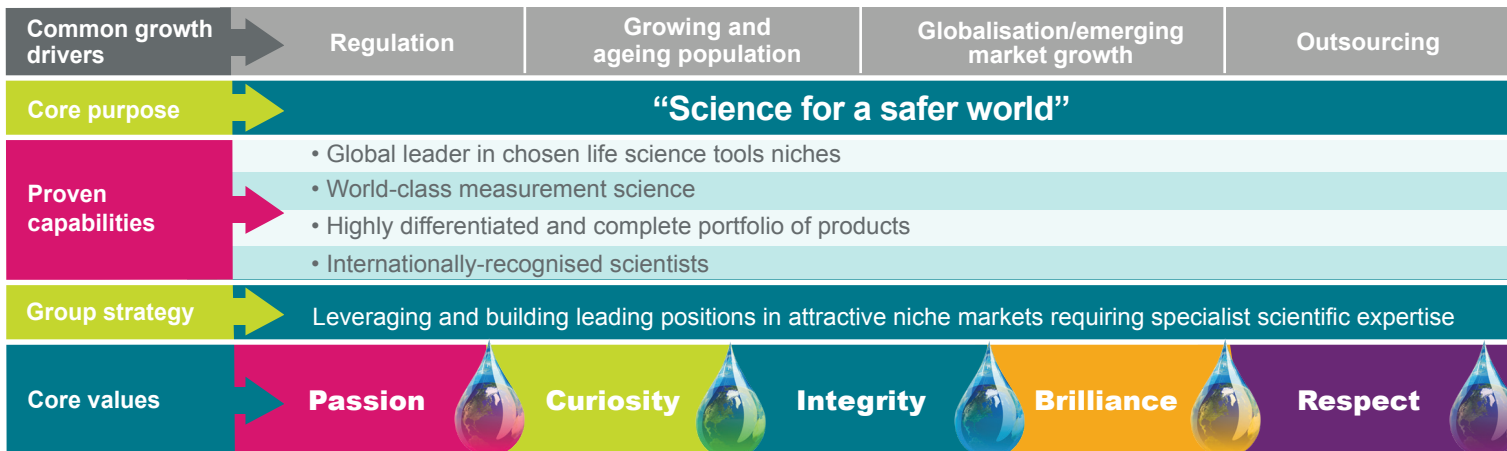 Common growth
drivers
Regulation
Growing and
ageing population
Globalisation/emerging
market growth
Outsourcing
Core purpose
“Science for a safer world”
Proven
capabilities
• Global leader in chosen life science tools niches
• World-class measurement science
• Highly differentiated and complete portfolio of products
• Internationally-recognised scientists
Group strategy
Leveraging and building leading positions in attractive niche markets requiring specialist scientific expertise
Core values
Passion
Curiosity
Integrity
Brilliance
Respect